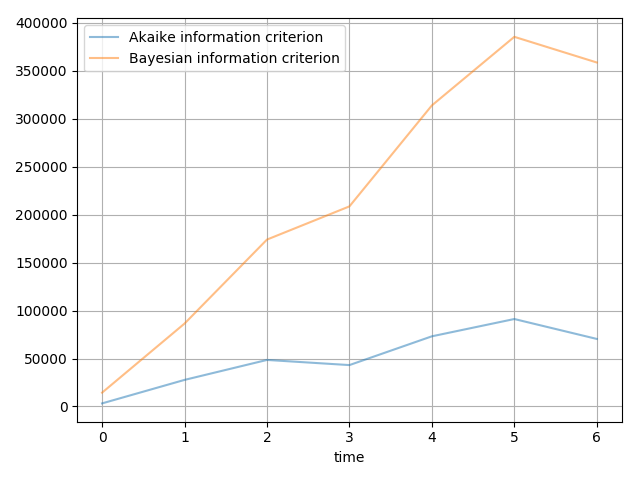 Akaike information criterion
Bayesian information criterion
400000
350000
300000
250000
200000
150000
100000
50000
0
0 1 2 3 4 5 6
time